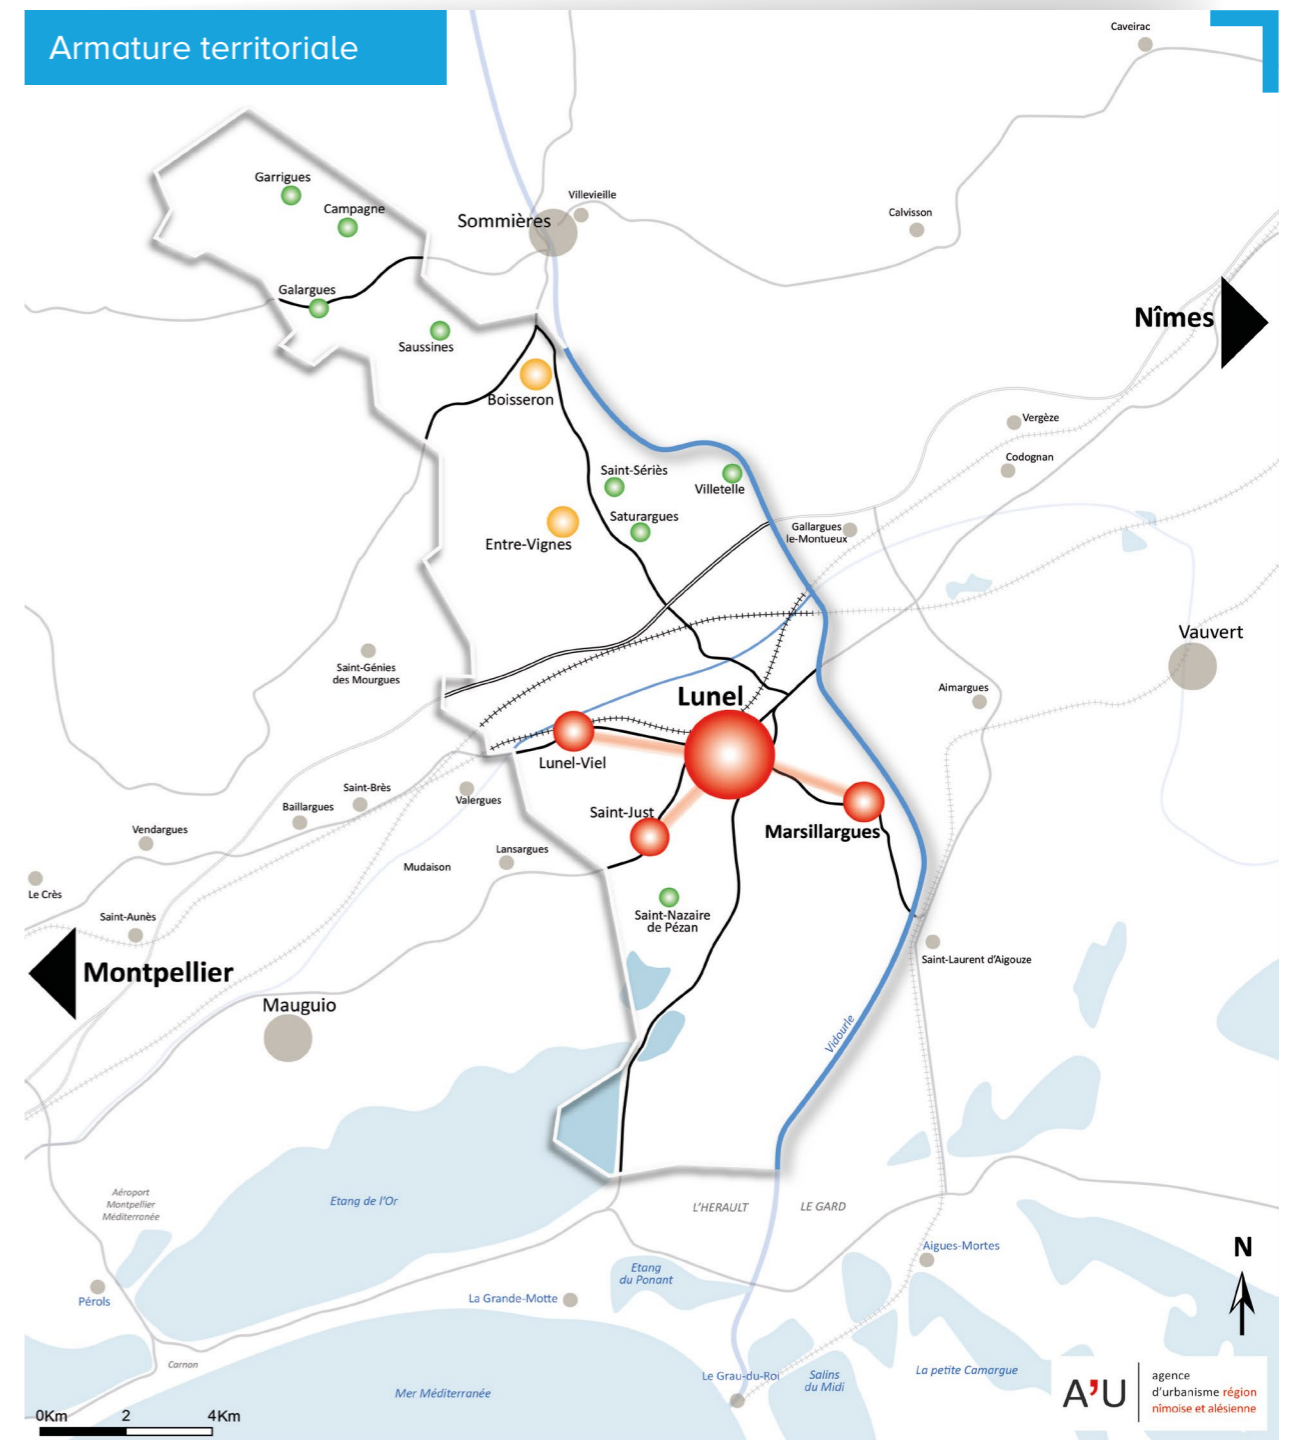 Armature territoriale
Caveirac
Garrigues
Campagne
Villevieille
Sommières
Calvisson
Galargues
Nîmes
Saussines
Boisseron
Vergèze
Codognan
Saint-Sériès
Villetelle
Saturargues
Entre-Vignes
Gallargues
le-Montueux
Vauvert
Saint-Génies
des Mourgues
Aimargues
Lunel
Lunel-Viel
Saint-Brès
Valergues
Baillargues
Saint-Just
Marsillargues
Vendargues
Lansargues
Mudaison
Le Crès
Saint-Aunès
Saint-Nazaire
de Pézan
Saint-Laurent d'Aigouze
Montpellier
Mauguio
Vidourle
Aéroport
Montpellier
Méditerranée
Etang de l'Or
L'HERAULT
LE GARD
Aigues-Mortes
N
Etang
du Ponant
Pérols
La Grande-Motte
Carnon
Le Grau-du-Roi
Salins
du Midi
La petite Camargue
Mer Méditerranée
0Km 2 4Km
A'U
agence
d'urbanisme région
nîmoise et alésienne